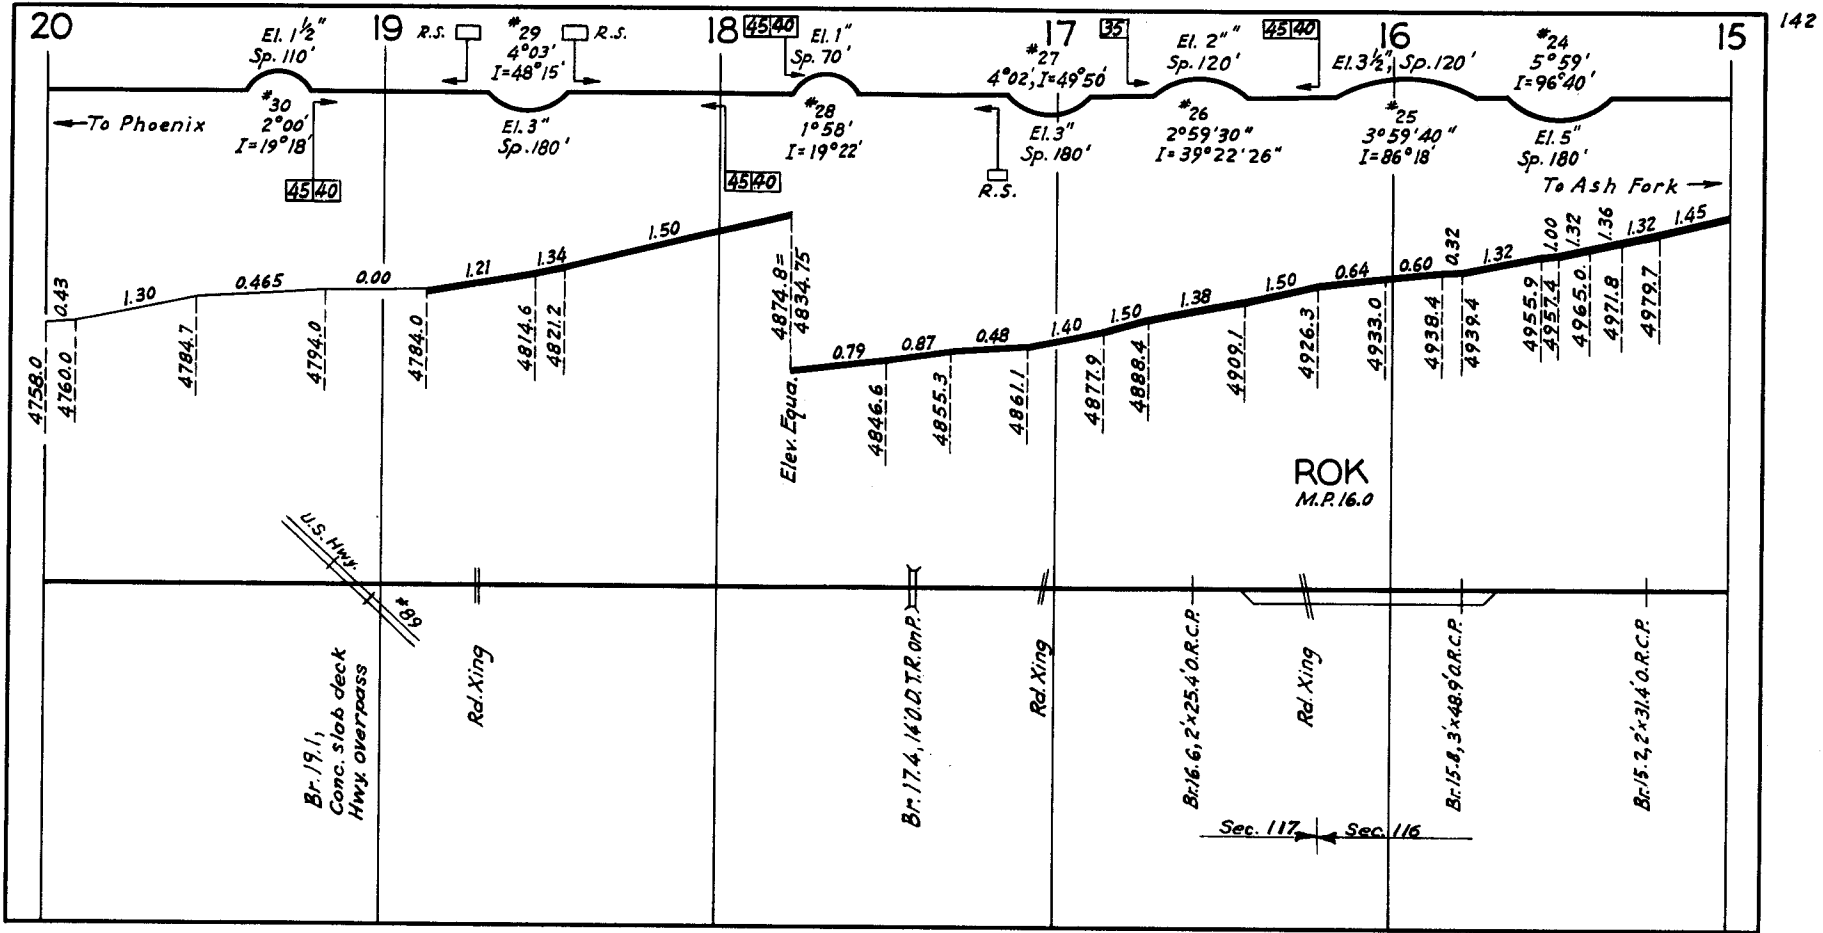 142
20
19
18
17
16
15
El. 1½"
Sp. 110'
R.S.
#29
4°03'
I=48°15'
R.S.
45 40
El. 1"
Sp. 70'
#27
4°02', I=49°50'
35
El. 2""
Sp. 120'
45 40
El. 3½", Sp. 120'
#24
5°59'
I=96°40'
←To Phoenix
#30
2°00'
I=19°18'
45 40
El. 3"
Sp. 180'
45 40
#28
1°58'
I=19°22'
R.S.
El. 3"
Sp. 180'
#26
2°59'30"
I=39°22'26"
#25
3°59'40"
I=86°18'
El. 5"
Sp. 180'
To Ash Fork →
0.43
1.30
0.465
0.00
1.21
1.34
1.50
0.79
0.87
0.48
1.40
1.50
1.38
1.50
0.64
0.60
0.32
1.32
1.00
1.32
1.36
1.32
1.45
4758.0
4760.0
4784.7
4794.0
4784.0
4814.6
4821.2
Elev. Equa. 4874.8=
4834.75
4846.6
4855.3
4861.1
4877.9
4888.4
4909.1
4926.3
4933.0
4938.4
4939.4
4955.9
4957.4
4965.0
4971.8
4979.7
ROK
M.P. 16.0
U.S. Hwy.
#89
Br. 19.1,
Conc. slab deck
Hwy. overpass
Rd. Xing
Br. 17.4, 14'O.D.T.R. on P.
Rd. Xing
Br. 16.6, 2'x25.4'O.R.C.P.
Rd. Xing
Br. 15.8, 3'x48.9'O.R.C.P.
Br. 15.2, 2'x31.4'O.R.C.P.
Sec. 117
Sec. 116